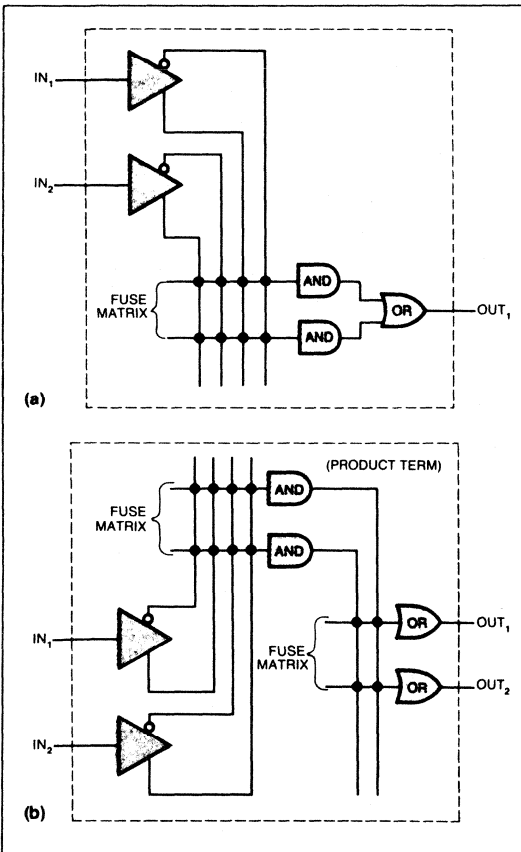 IN₁
IN₂
FUSE
MATRIX
AND
AND
OR
OUT₁
(a)
(PRODUCT TERM)
FUSE
MATRIX
AND
AND
IN₁
FUSE
MATRIX
OR
OUT₁
OR
OUT₂
IN₂
(b)